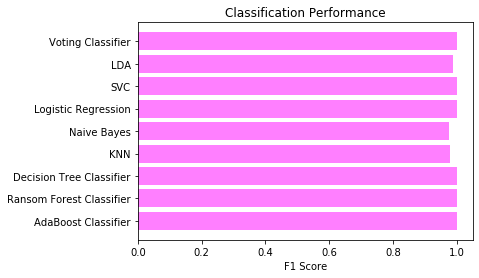 Classification Performance
Voting Classifier
LDA
SVC
Logistic Regression
Naive Bayes
KNN
Decision Tree Classifier
Ransom Forest Classifier
AdaBoost Classifier
0.0 0.2 0.4 0.6 0.8 1.0
F1 Score